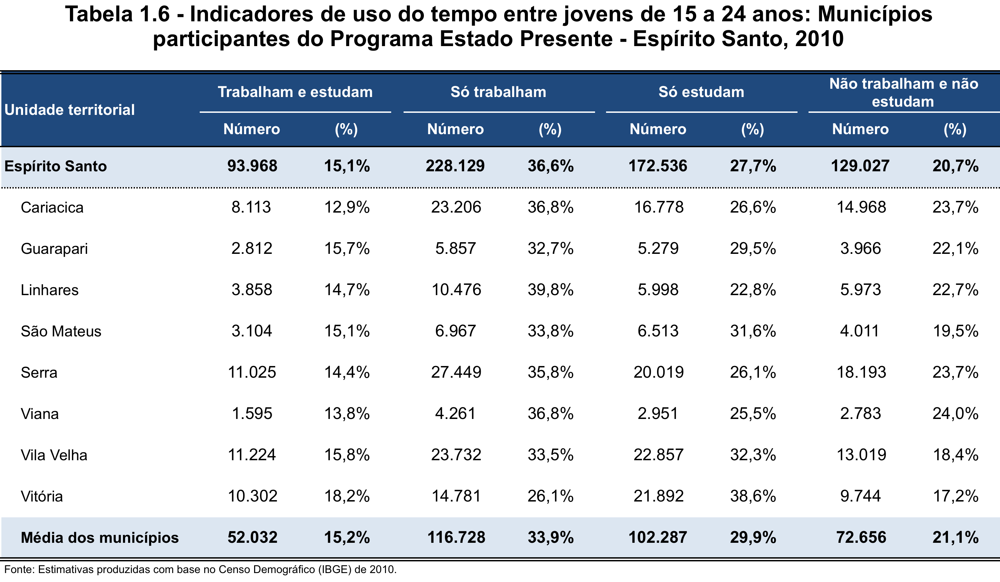 Tabela 1.6 - Indicadores de uso do tempo entre jovens de 15 a 24 anos: Municípios
participantes do Programa Estado Presente - Espírito Santo, 2010
Unidade territorial Trabalham e estudam Só trabalham Só estudam Não trabalham e não estudam
Número (%) Número (%) Número (%) Número (%)
Espírito Santo 93.968 15,1% 228.129 36,6% 172.536 27,7% 129.027 20,7%
Cariacica 8.113 12,9% 23.206 36,8% 16.778 26,6% 14.968 23,7%
Guarapari 2.812 15,7% 5.857 32,7% 5.279 29,5% 3.966 22,1%
Linhares 3.858 14,7% 10.476 39,8% 5.998 22,8% 5.973 22,7%
São Mateus 3.104 15,1% 6.967 33,8% 6.513 31,6% 4.011 19,5%
Serra 11.025 14,4% 27.449 35,8% 20.019 26,1% 18.193 23,7%
Viana 1.595 13,8% 4.261 36,8% 2.951 25,5% 2.783 24,0%
Vila Velha 11.224 15,8% 23.732 33,5% 22.857 32,3% 13.019 18,4%
Vitória 10.302 18,2% 14.781 26,1% 21.892 38,6% 9.744 17,2%
Média dos municípios 52.032 15,2% 116.728 33,9% 102.287 29,9% 72.656 21,1%
Fonte: Estimativas produzidas com base no Censo Demográfico (IBGE) de 2010.